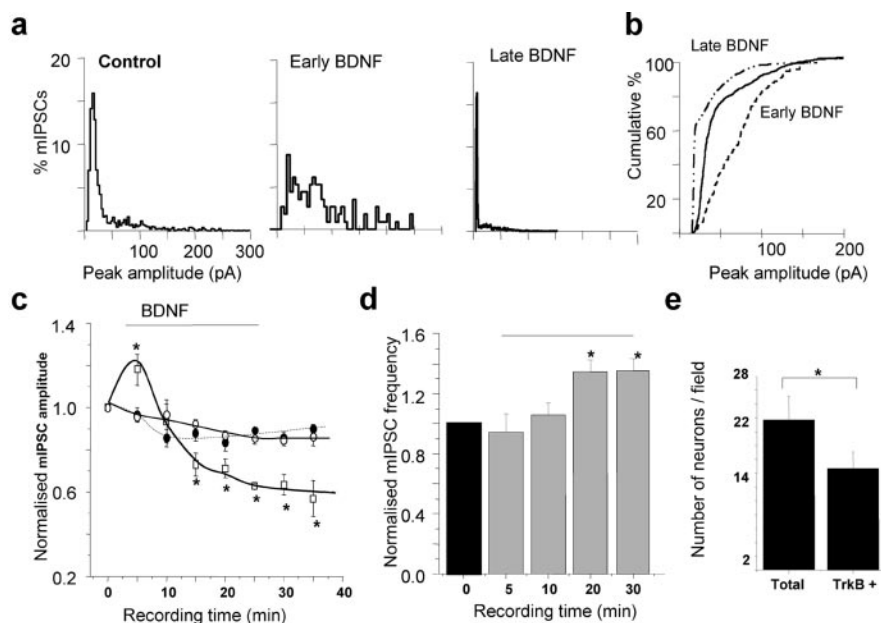 a
Control
Early BDNF
Late BDNF
% mIPSCs
20
10
0
100
200
300
Peak amplitude (pA)
b
Late BDNF
Early BDNF
Cumulative %
100
60
20
0
100
200
Peak amplitude (pA)
c
BDNF
Normalised mIPSC amplitude
1.4
1.0
0.6
0.2
*
*
*
*
*
*
0
10
20
30
40
Recording time (min)
d
Normalised mIPSC frequency
1.6
1.2
0.8
0.4
0.0
*
*
0
5
10
20
30
Recording time (min)
e
Number of neurons / field
28
22
14
2
*
Total
TrkB +